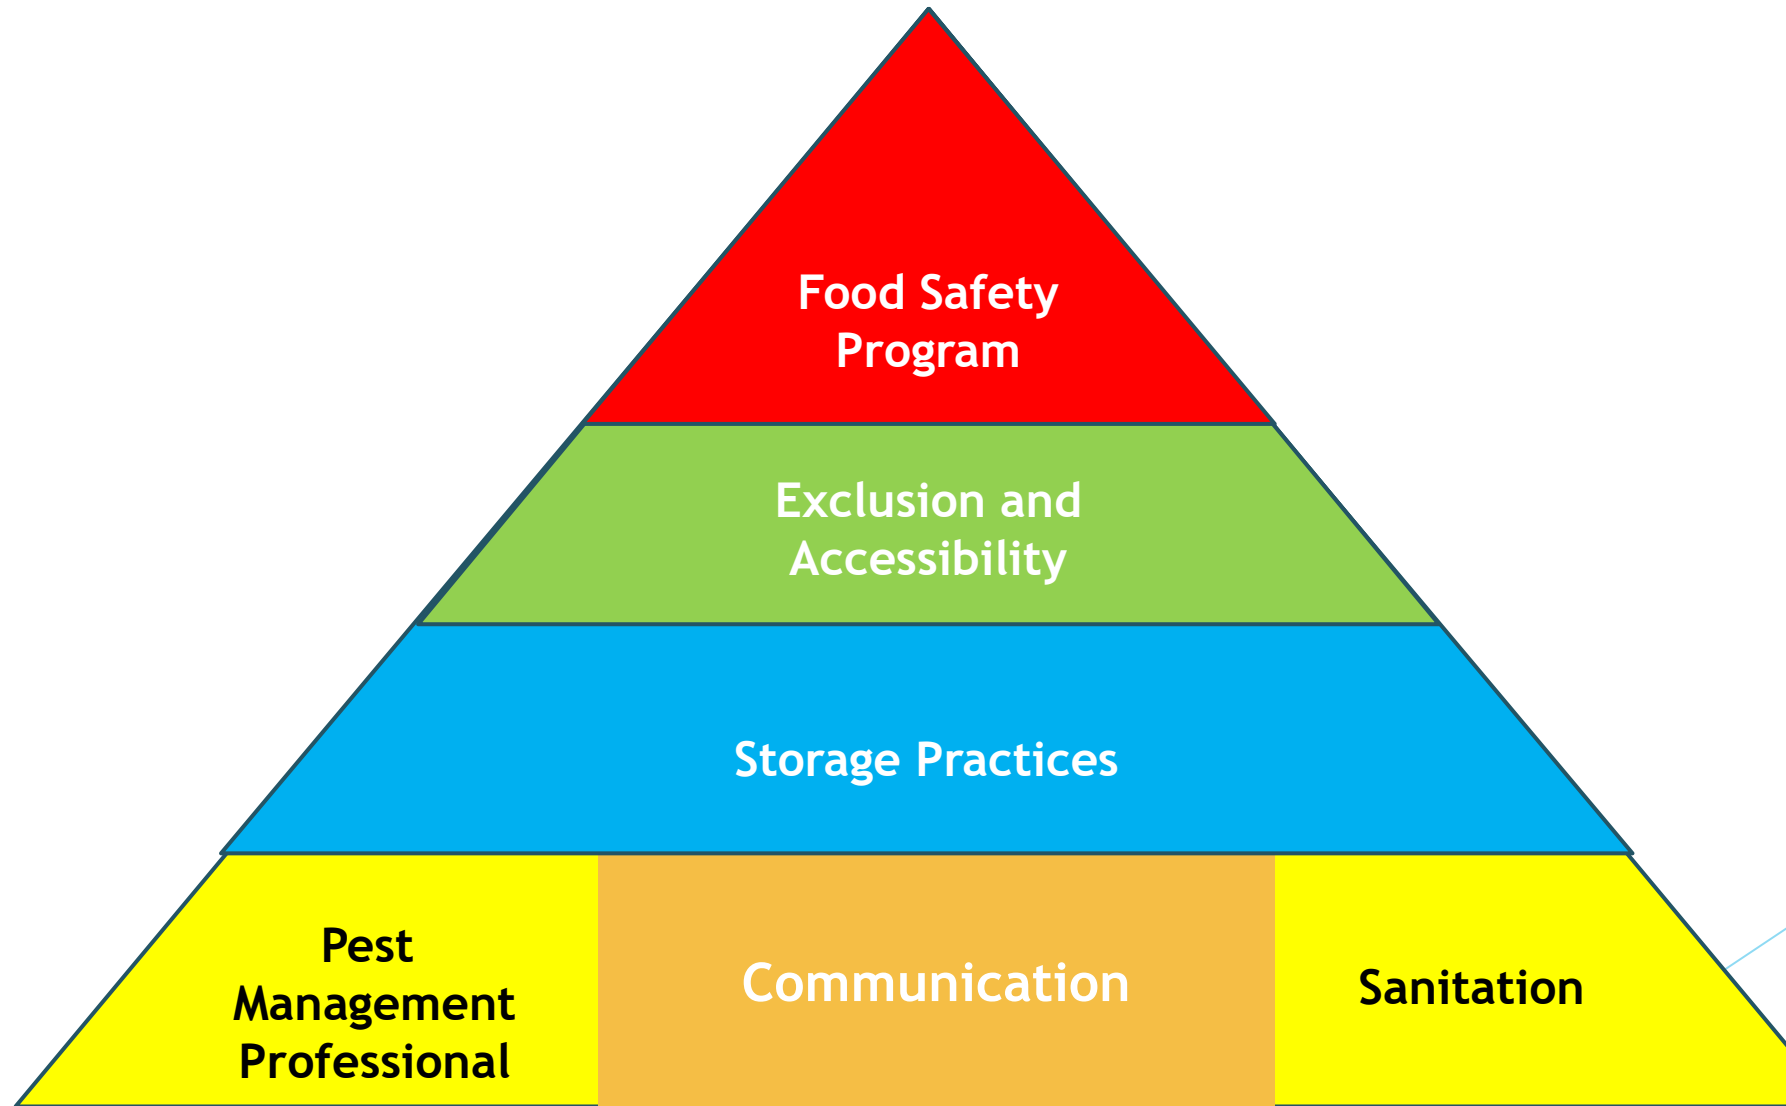 Food Safety
Program
Exclusion and
Accessibility
Storage Practices
Pest
Management
Professional
Communication
Sanitation